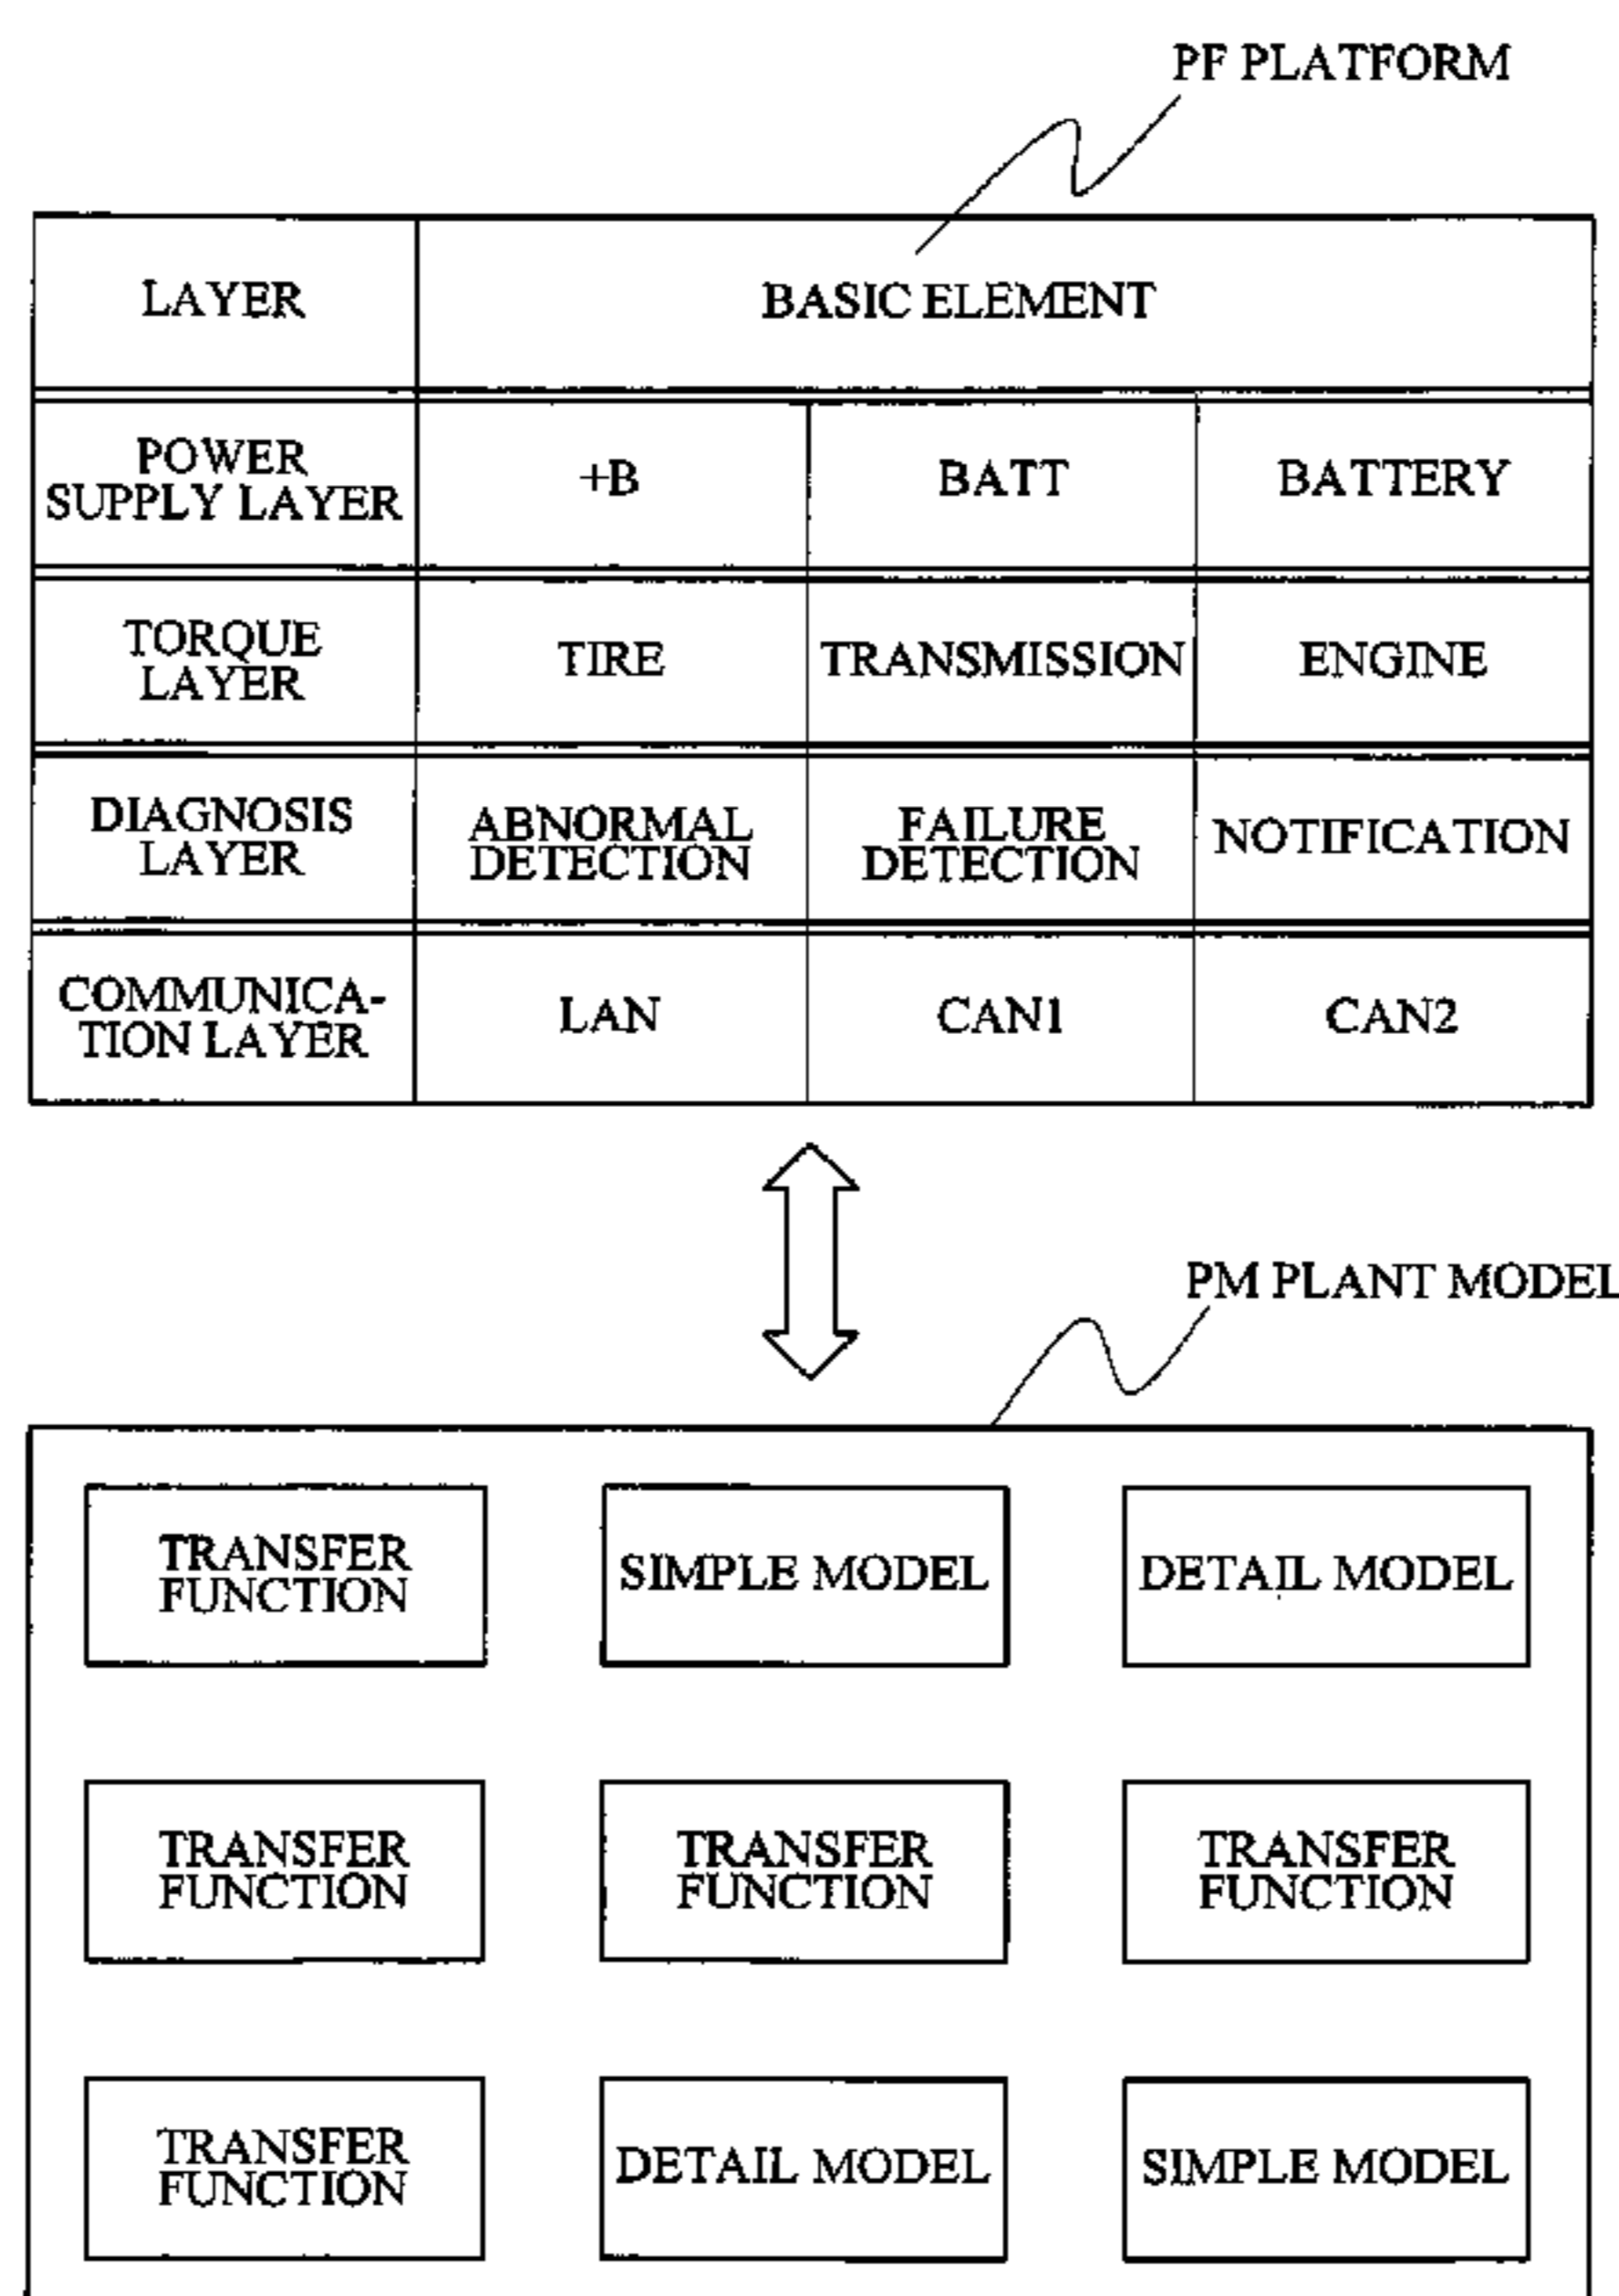 PF PLATFORM
LAYER
BASIC ELEMENT
POWER
SUPPLY LAYER
+B
BATT
BATTERY
TORQUE
LAYER
TIRE
TRANSMISSION
ENGINE
DIAGNOSIS
LAYER
ABNORMAL
DETECTION
FAILURE
DETECTION
NOTIFICATION
COMMUNICA-
TION LAYER
LAN
CAN1
CAN2
PM PLANT MODEL
TRANSFER
FUNCTION
SIMPLE MODEL
DETAIL MODEL
TRANSFER
FUNCTION
TRANSFER
FUNCTION
TRANSFER
FUNCTION
TRANSFER
FUNCTION
DETAIL MODEL
SIMPLE MODEL